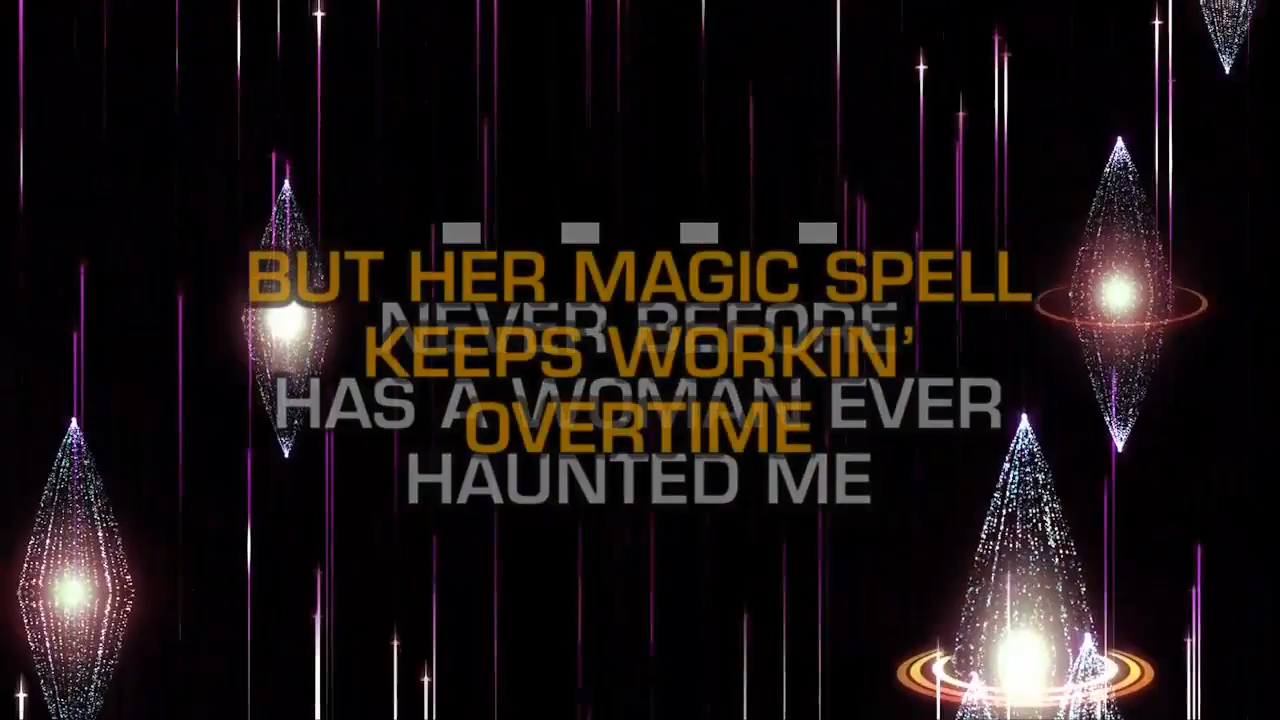 BUT HER MAGIC SPELL
KEEPS WORKIN’
OVERTIME
NEVER BEFORE
HAS A WOMAN EVER
HAUNTED ME